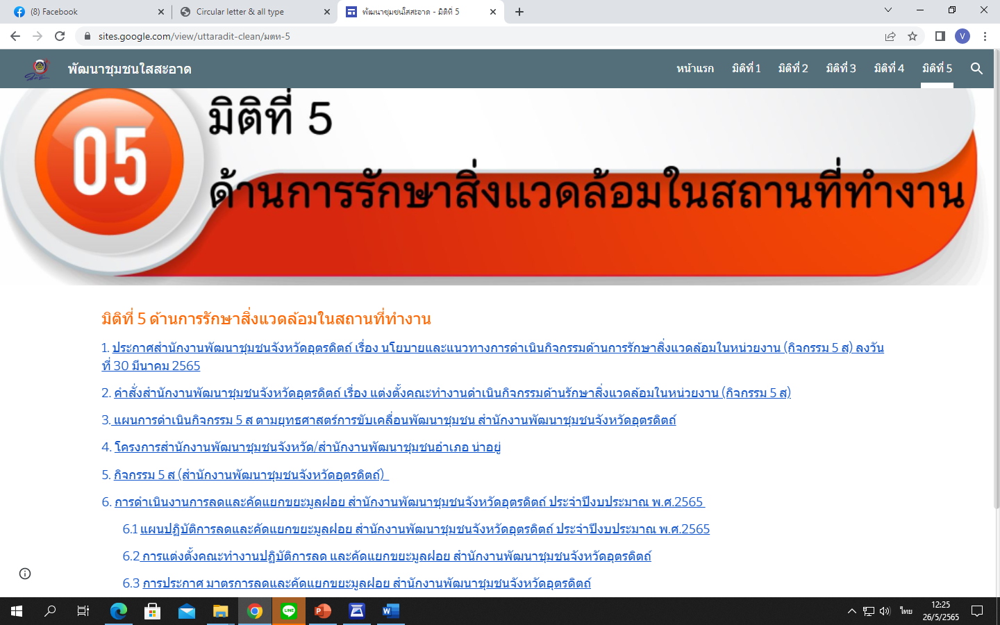 (8) Facebook
Circular letter & all type
พัฒนาชุมชนใสสะอาด - มิติที่ 5
sites.google.com/view/uttaradit-clean/มตท-5
V
พัฒนาชุมชนใสสะอาด
หน้าแรก มิติที่ 1 มิติที่ 2 มิติที่ 3 มิติที่ 4 มิติที่ 5
05
มิติที่ 5
ด้านการรักษาสิ่งแวดล้อมในสถานที่ทำงาน
มิติที่ 5 ด้านการรักษาสิ่งแวดล้อมในสถานที่ทำงาน
1. ประกาศสำนักงานพัฒนาชุมชนจังหวัดอุตรดิตถ์ เรื่อง นโยบายและแนวทางการดำเนินกิจกรรมด้านการรักษาสิ่งแวดล้อมในหน่วยงาน (กิจกรรม 5 ส) ลงวัน
ที่ 30 มีนาคม 2565
2. คำสั่งสำนักงานพัฒนาชุมชนจังหวัดอุตรดิตถ์ เรื่อง แต่งตั้งคณะทำงานดำเนินกิจกรรมด้านรักษาสิ่งแวดล้อมในหน่วยงาน (กิจกรรม 5 ส)
3. แผนการดำเนินกิจกรรม 5 ส ตามยุทธศาสตร์การขับเคลื่อนพัฒนาชุมชน สำนักงานพัฒนาชุมชนจังหวัดอุตรดิตถ์
4. โครงการสำนักงานพัฒนาชุมชนจังหวัด/สำนักงานพัฒนาชุมชนอำเภอ น่าอยู่
5. กิจกรรม 5 ส (สำนักงานพัฒนาชุมชนจังหวัดอุตรดิตถ์)
6. การดำเนินงานการลดและคัดแยกขยะมูลฝอย สำนักงานพัฒนาชุมชนจังหวัดอุตรดิตถ์ ประจำปีงบประมาณ พ.ศ.2565
6.1 แผนปฏิบัติการลดและคัดแยกขยะมูลฝอย สำนักงานพัฒนาชุมชนจังหวัดอุตรดิตถ์ ประจำปีงบประมาณ พ.ศ.2565
6.2 การแต่งตั้งคณะทำงานปฏิบัติการลด และคัดแยกขยะมูลฝอย สำนักงานพัฒนาชุมชนจังหวัดอุตรดิตถ์
6.3 การประกาศ มาตรการลดและคัดแยกขยะมูลฝอย สำนักงานพัฒนาชุมชนจังหวัดอุตรดิตถ์
LINE
ไทย
12:25
26/5/2565